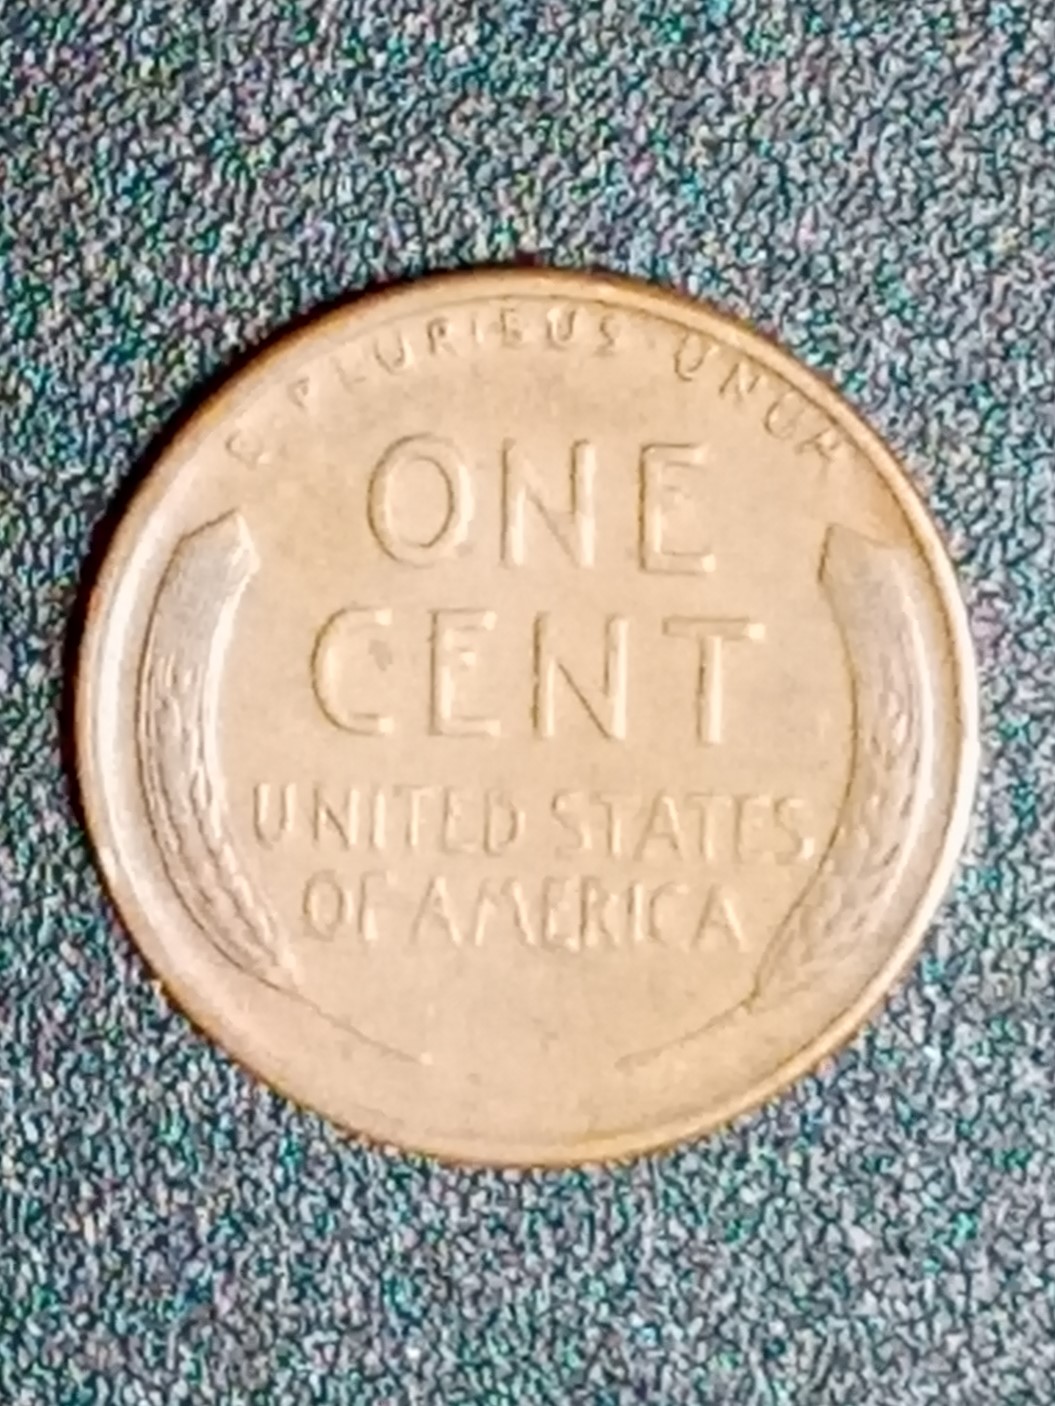 E PLURIBUS UNUM
ONE
CENT
UNITED STATES
OF AMERICA